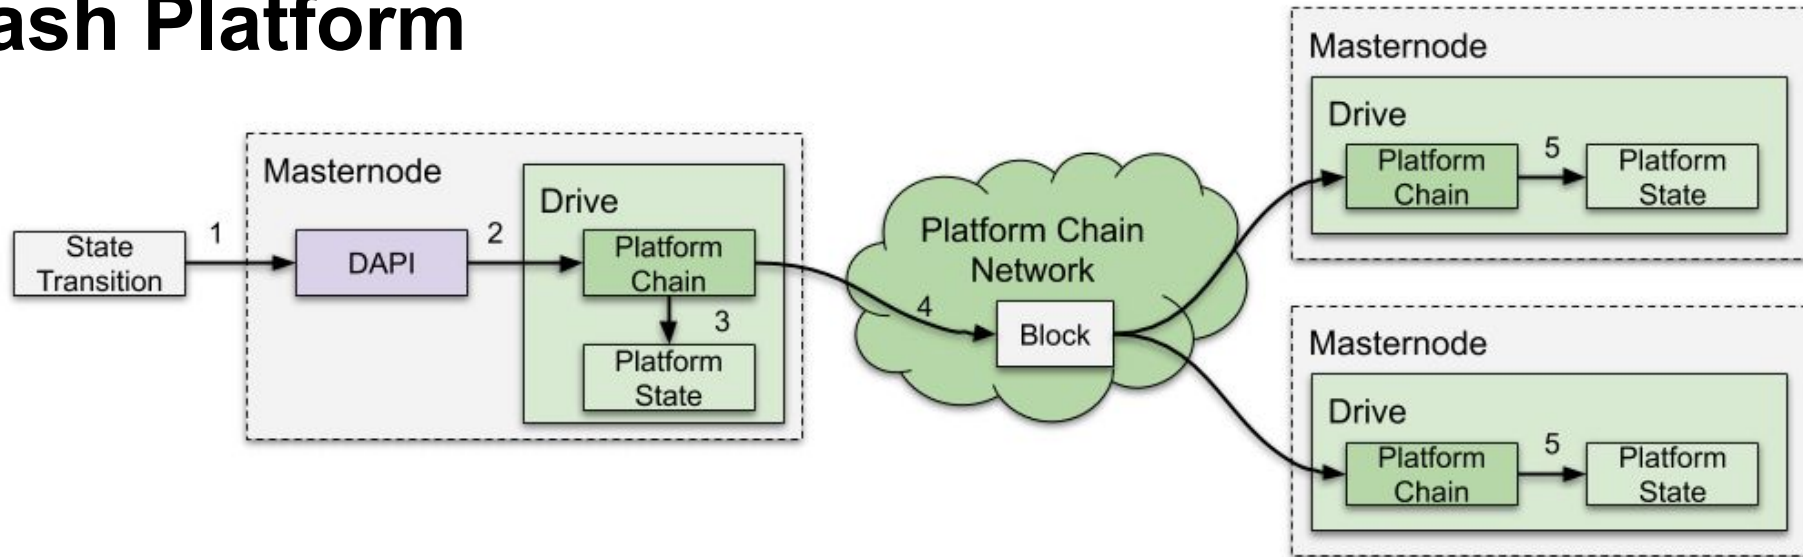 ash Platform
State
Transition
1
Masternode
DAPI
2
Drive
Platform
Chain
3
Platform
State
Platform Chain
Network
4
Block
Masternode
Drive
Platform
Chain
5
Platform
State
Masternode
Drive
Platform
Chain
5
Platform
State